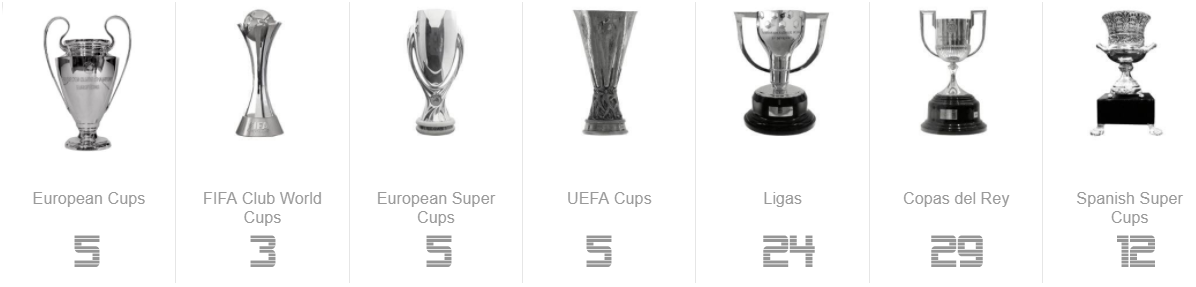 European Cups
5
FIFA Club World
Cups
3
European Super
Cups
5
UEFA Cups
5
Ligas
24
Copas del Rey
29
Spanish Super
Cups
12